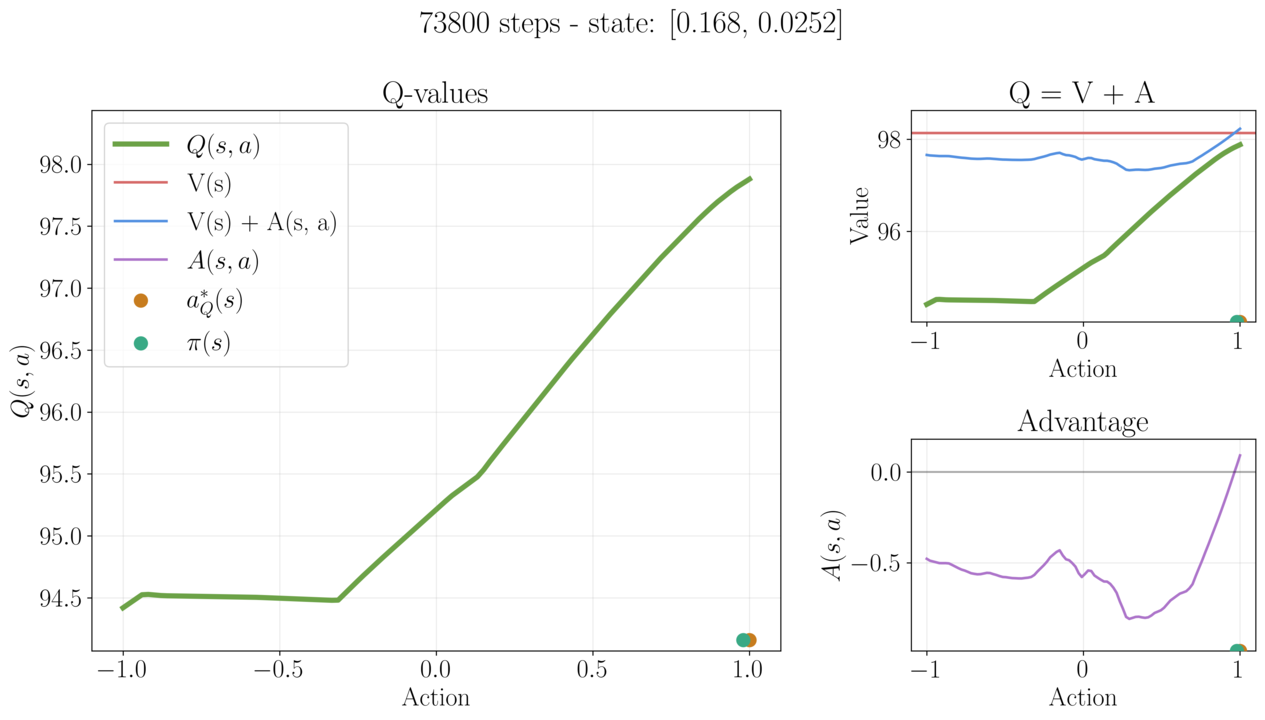 73800 steps - state: [0.168, 0.0252]
Q-values
Q(s, a)
98.0
97.5
97.0
96.5
96.0
95.5
95.0
94.5
−1.0
−0.5
0.0
0.5
1.0
Action
Q(s, a)
V(s)
V(s) + A(s, a)
A(s, a)
a*Q(s)
π(s)
Q = V + A
Value
98
96
−1
0
1
Action
Advantage
A(s, a)
0.0
−0.5
−1
0
1
Action